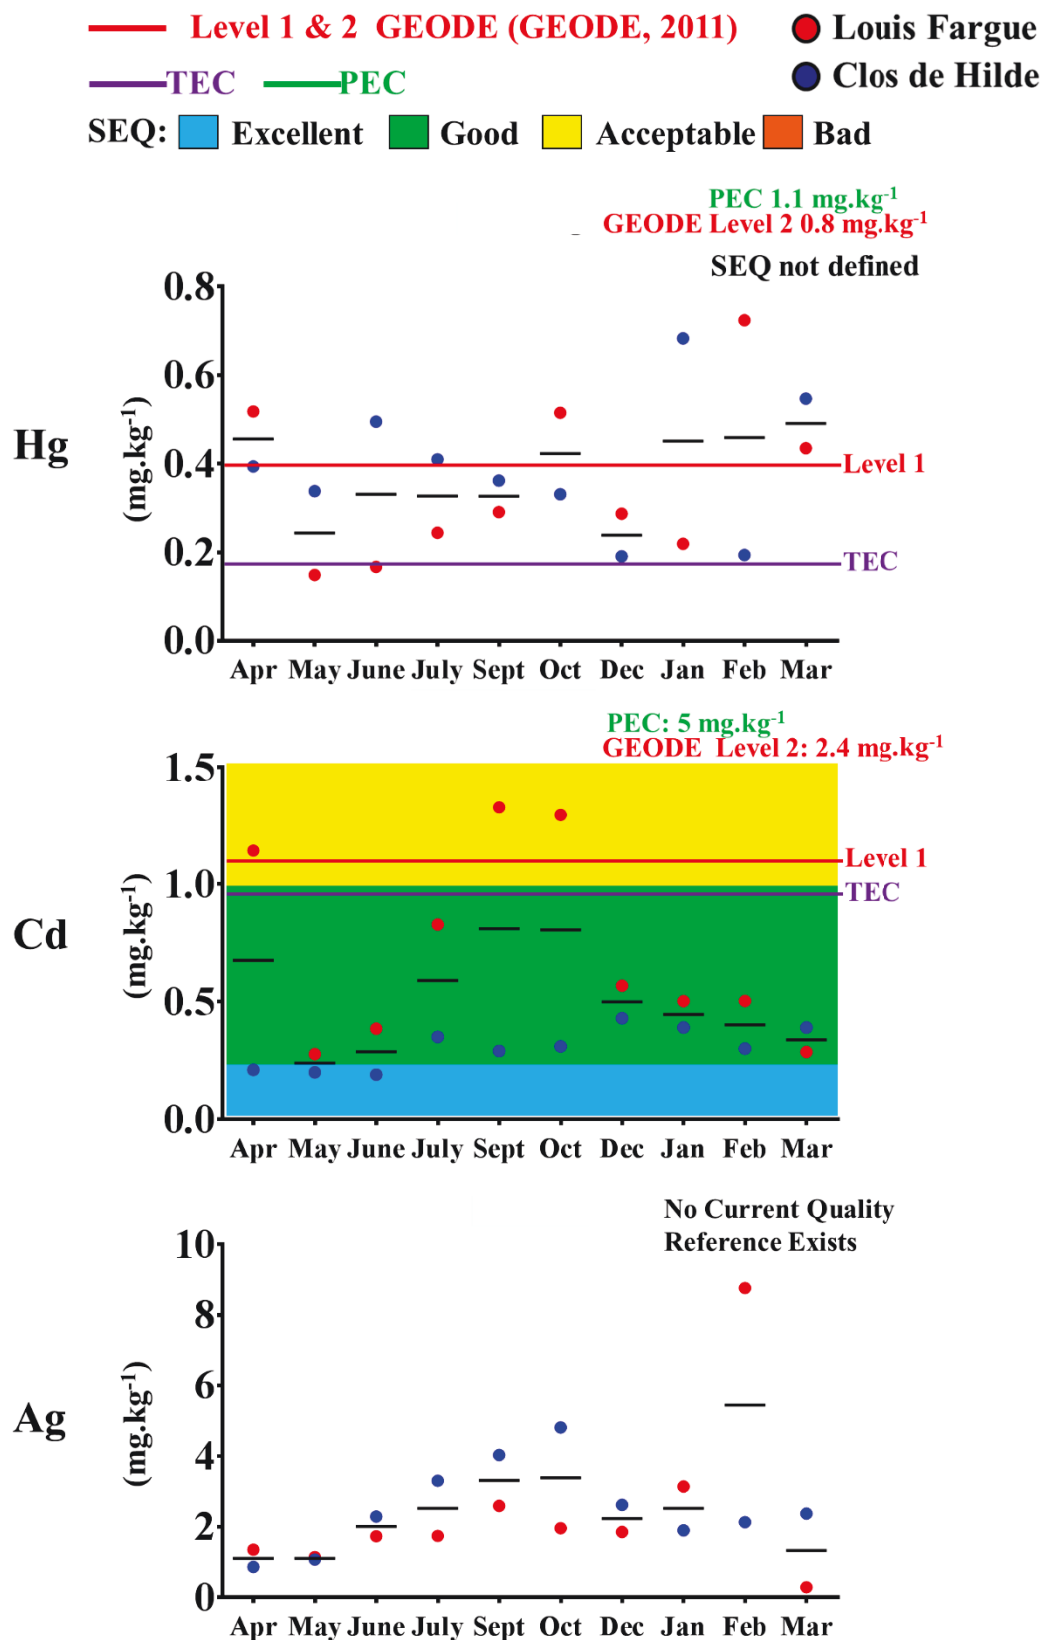 Level 1 & 2 GEODE (GEODE, 2011)
Louis Fargue
TEC
PEC
Clos de Hilde
SEQ:
Excellent
Good
Acceptable
Bad
PEC 1.1 mg.kg-1
GEODE Level 2 0.8 mg.kg-1
SEQ not defined
Hg
(mg.kg-1)
0.8
0.6
0.4
0.2
0.0
Level 1
TEC
Apr May June July Sept Oct Dec Jan Feb Mar
PEC: 5 mg.kg-1
GEODE Level 2: 2.4 mg.kg-1
Cd
(mg.kg-1)
1.5
1.0
0.5
0.0
Level 1
TEC
Apr May June July Sept Oct Dec Jan Feb Mar
No Current Quality
Reference Exists
Ag
(mg.kg-1)
10
8
6
4
2
0
Apr May June July Sept Oct Dec Jan Feb Mar